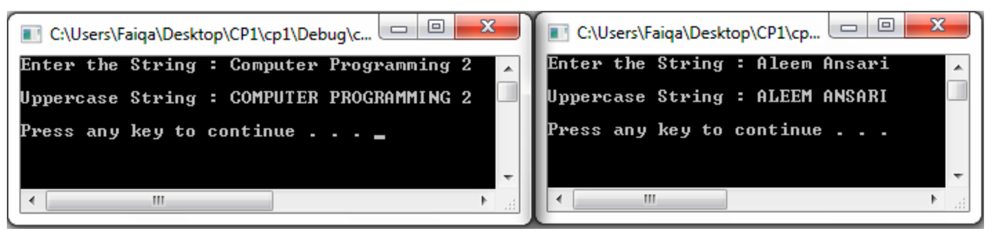 C:\Users\Faiqa\Desktop\CP1\cp1\Debug\c...
Enter the String : Computer Programming 2
Uppercase String : COMPUTER PROGRAMMING 2
Press any key to continue . . . _
C:\Users\Faiqa\Desktop\CP1\cp...
Enter the String : Aleem Ansari
Uppercase String : ALEEM ANSARI
Press any key to continue . . .